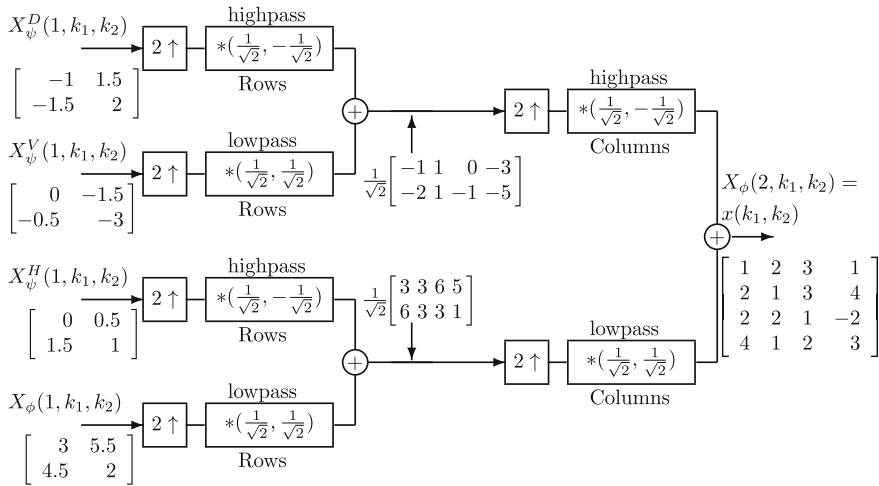 X_ψ^D(1, k_1, k_2)
[ −1 1.5
−1.5 2 ]
2 ↑
highpass
∗(1/√2, −1/√2)
Rows
X_ψ^V(1, k_1, k_2)
[ 0 −1.5
−0.5 −3 ]
2 ↑
lowpass
∗(1/√2, 1/√2)
Rows
+
1/√2 [ −1 1 0 −3
−2 1 −1 −5 ]
2 ↑
highpass
∗(1/√2, −1/√2)
Columns
X_ψ^H(1, k_1, k_2)
[ 0 0.5
1.5 1 ]
2 ↑
highpass
∗(1/√2, −1/√2)
Rows
X_ϕ(1, k_1, k_2)
[ 3 5.5
4.5 2 ]
2 ↑
lowpass
∗(1/√2, 1/√2)
Rows
+
1/√2 [ 3 3 6 5
6 3 3 1 ]
2 ↑
lowpass
∗(1/√2, 1/√2)
Columns
+
X_ϕ(2, k_1, k_2) =
x(k_1, k_2)
[ 1 2 3 1
2 1 3 4
2 2 1 −2
4 1 2 3 ]